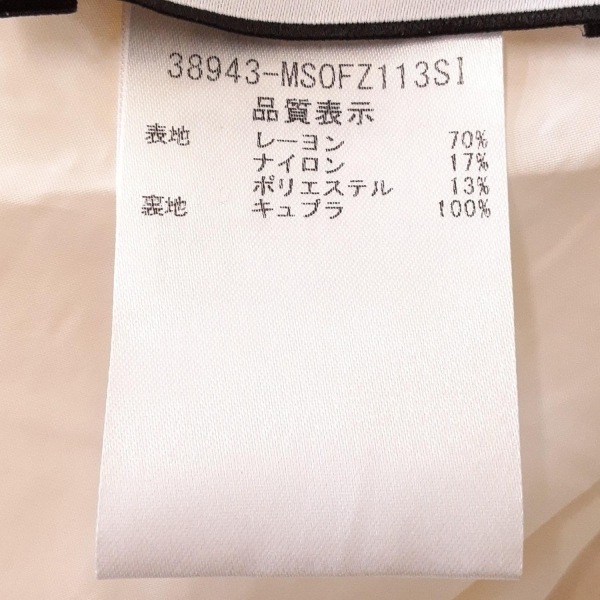 38943-MSOFZ113SI
品質表示
表地 レーヨン 70%
ナイロン 17%
ポリエステル 13%
裏地 キュプラ 100%